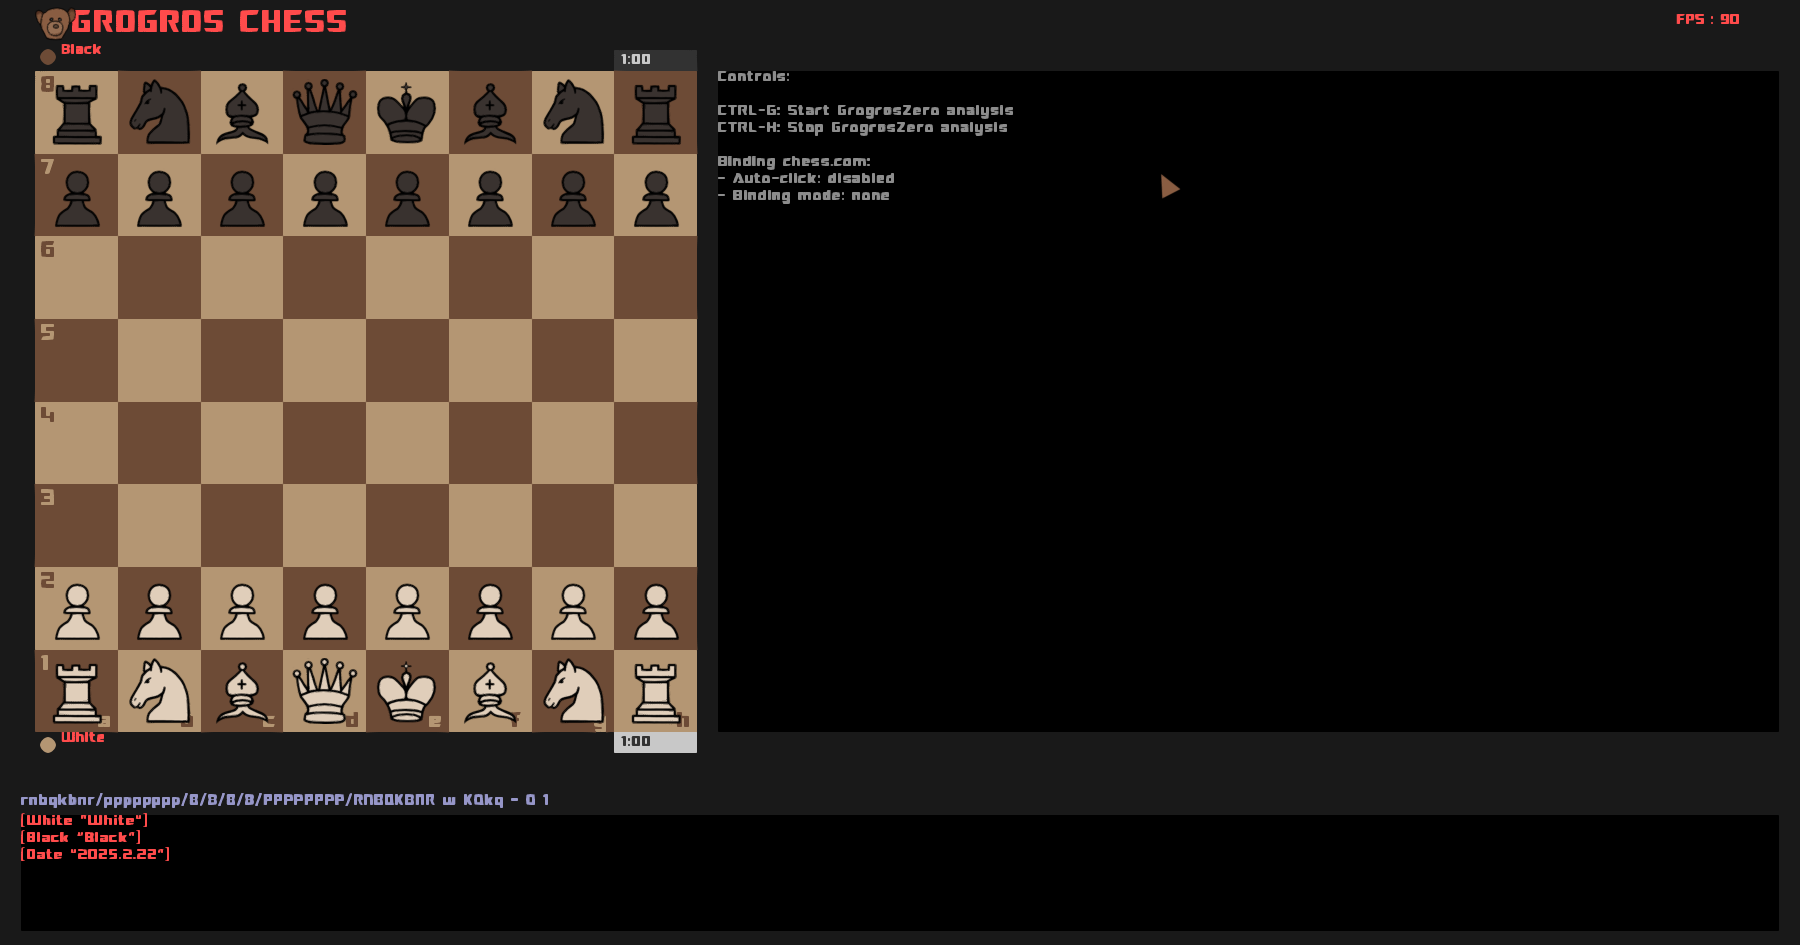 GROGROS CHESS
FPS : 90
Black
1:00
8
7
6
5
4
3
2
1
a b c d e f g h
White
1:00
Controls:
CTRL-G: Start GrogrosZero analysis
CTRL-H: Stop GrogrosZero analysis
Binding chess.com:
- Auto-click: disabled
- Binding mode: none
rnbqkbnr/pppppppp/8/8/8/8/PPPPPPPP/RNBQKBNR w KQkq - 0 1
[White "White"]
[Black "Black"]
[Date "2025.2.22"]